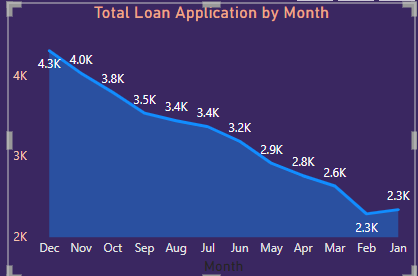 Total Loan Application by Month
4.3K
4.0K
3.8K
3.5K
3.4K
3.4K
3.2K
2.9K
2.8K
2.6K
2.3K
2.3K
4K
3K
2K
Dec Nov Oct Sep Aug Jul Jun May Apr Mar Feb Jan
Month